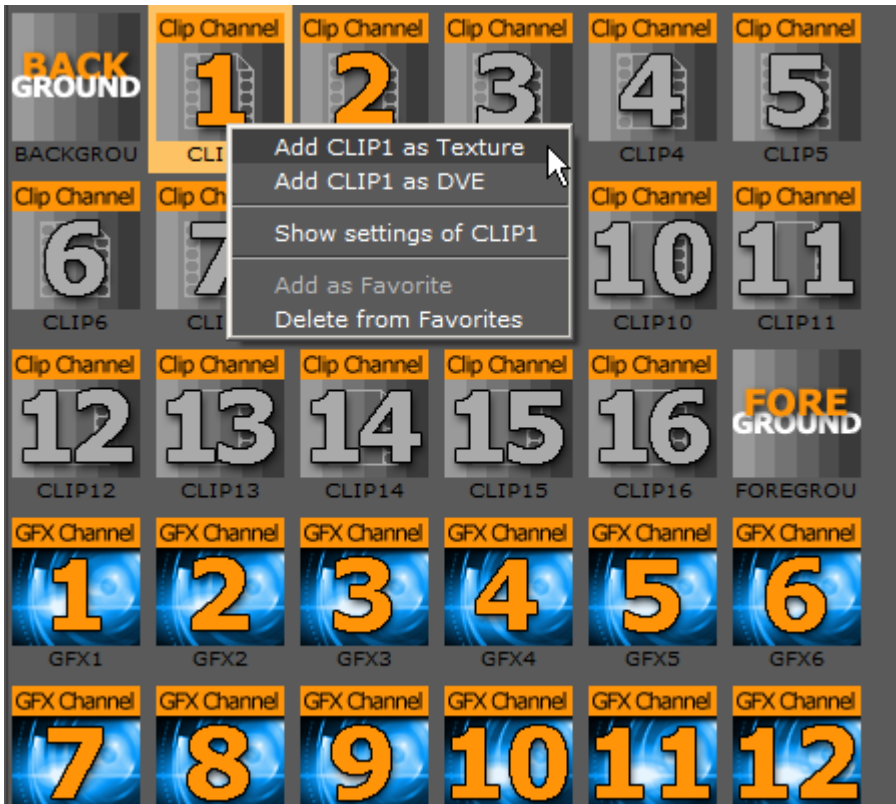 BACK
GROUND
BACKGROU
Clip Channel
1
CLI
Clip Channel
2
Clip Channel
3
Clip Channel
4
CLIP4
Clip Channel
5
CLIP5
Add CLIP1 as Texture
Add CLIP1 as DVE
Show settings of CLIP1
Add as Favorite
Delete from Favorites
Clip Channel
6
CLIP6
Clip Ch
7
CLI
Clip Channel
10
CLIP10
Clip Channel
11
CLIP11
Clip Channel
12
CLIP12
Clip Channel
13
CLIP13
Clip Channel
14
CLIP14
Clip Channel
15
CLIP15
Clip Channel
16
CLIP16
FORE
GROUND
FOREGROU
GFX Channel
1
GFX1
GFX Channel
2
GFX2
GFX Channel
3
GFX3
GFX Channel
4
GFX4
GFX Channel
5
GFX5
GFX Channel
6
GFX6
GFX Channel
7
GFX Channel
8
GFX Channel
9
GFX Channel
10
GFX Channel
11
GFX Channel
12